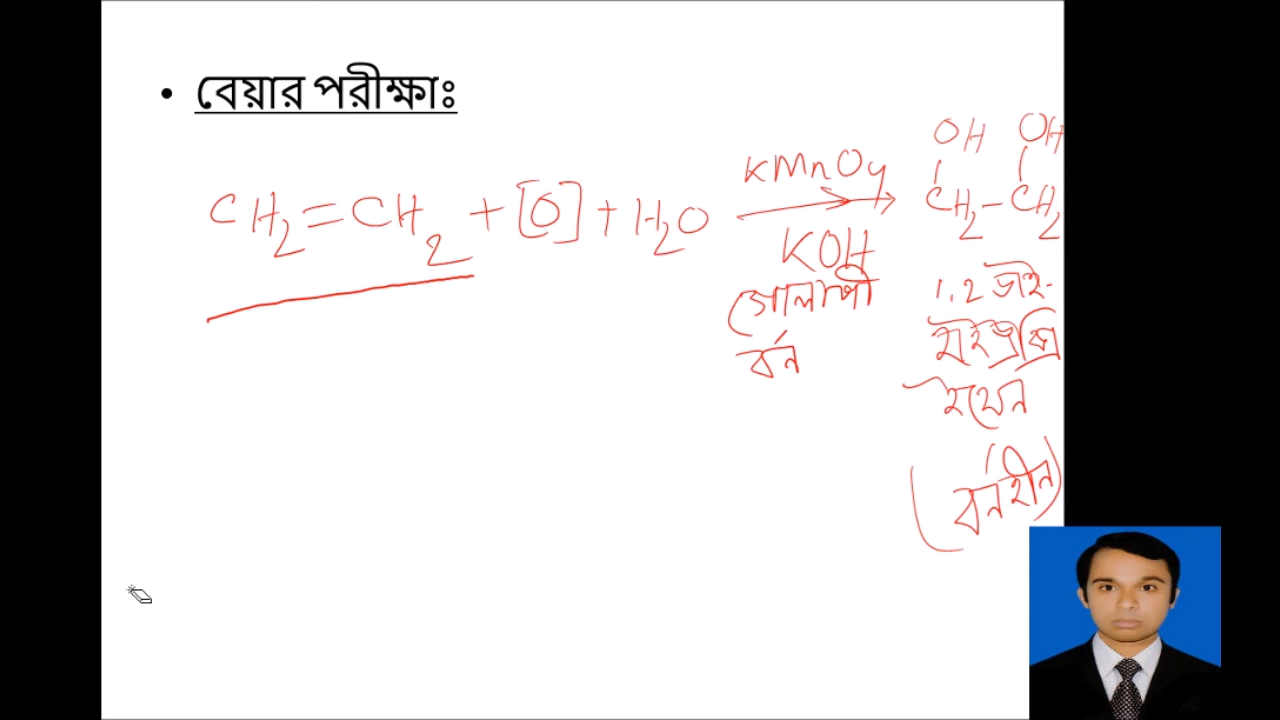 • বেয়ার পরীক্ষাঃ
OH OH
KMnO4
CH2=CH2 + [O] + H2O → CH2-CH2
KOH
গোলাপী
বর্ন
1.2 ডাই-
হাইড্রক্সি
ইথেন
(বর্নহীন)